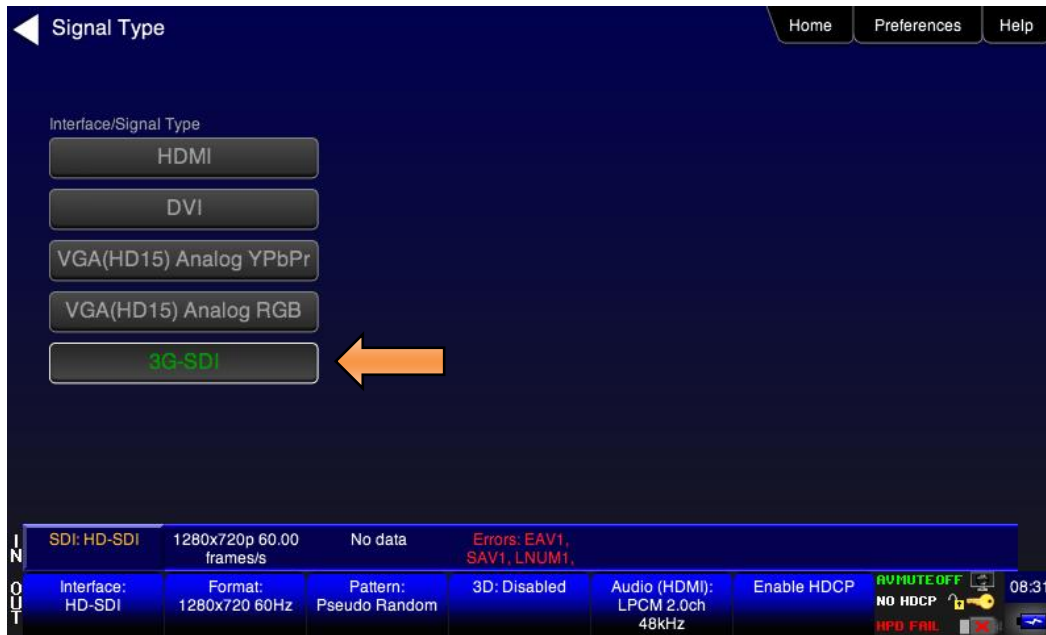 Signal Type
Home
Preferences
Help
Interface/Signal Type
HDMI
DVI
VGA(HD15) Analog YPbPr
VGA(HD15) Analog RGB
3G-SDI
IN
SDI: HD-SDI
1280x720p 60.00
frames/s
No data
Errors: EAV1,
SAV1, LNUM1,
OUT
Interface:
HD-SDI
Format:
1280x720 60Hz
Pattern:
Pseudo Random
3D: Disabled
Audio (HDMI):
LPCM 2.0ch
48kHz
Enable HDCP
AVMUTEOFF
NO HDCP
HPD FAIL
08:31